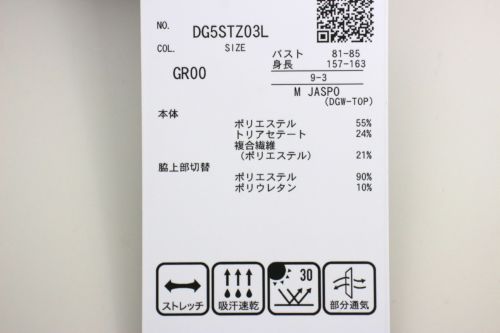 NO. DG5STZ03L
COL. SIZE
GR00
バスト 81-85
身長 157-163
9-3
M JASPO
(DGW-TOP)
本体
ポリエステル 55%
トリアセテート 24%
複合繊維
(ポリエステル) 21%
脇上部切替
ポリエステル 90%
ポリウレタン 10%
30
ストレッチ 吸汗速乾 部分通気